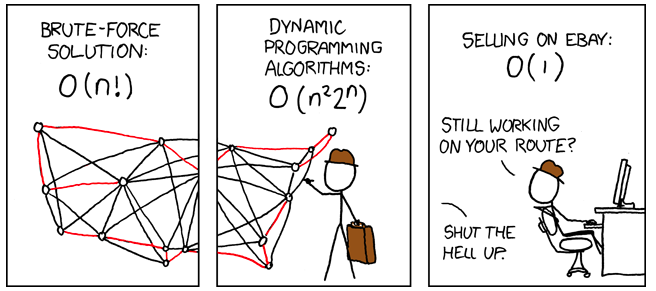 BRUTE-FORCE
SOLUTION:
O(n!)
DYNAMIC
PROGRAMMING
ALGORITHMS:
O(n²2ⁿ)
SELLING ON EBAY:
O(1)
STILL WORKING
ON YOUR ROUTE?
SHUT THE
HELL UP.